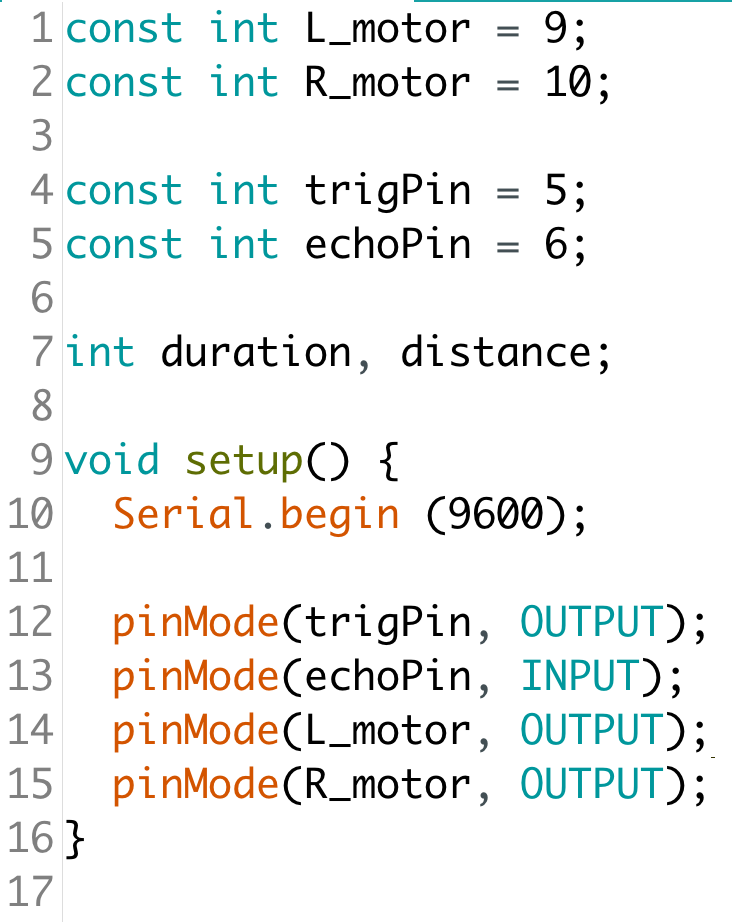 1 const int L_motor = 9;
2 const int R_motor = 10;
3
4 const int trigPin = 5;
5 const int echoPin = 6;
6
7 int duration, distance;
8
9 void setup() {
10   Serial.begin (9600);
11
12   pinMode(trigPin, OUTPUT);
13   pinMode(echoPin, INPUT);
14   pinMode(L_motor, OUTPUT);
15   pinMode(R_motor, OUTPUT);
16 }
17